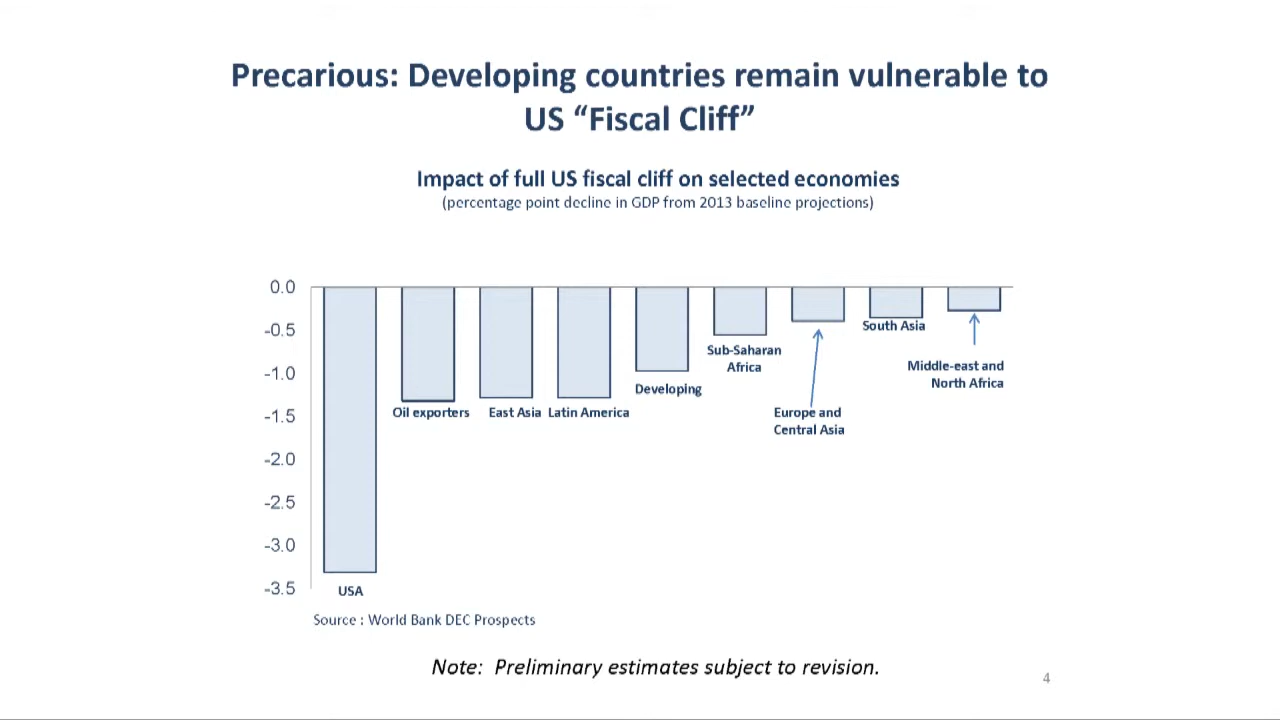 Precarious: Developing countries remain vulnerable to
US “Fiscal Cliff”
Impact of full US fiscal cliff on selected economies
(percentage point decline in GDP from 2013 baseline projections)
0.0
-0.5
-1.0
-1.5
-2.0
-2.5
-3.0
-3.5
USA
Oil exporters
East Asia
Latin America
Developing
Sub-Saharan
Africa
Europe and
Central Asia
South Asia
Middle-east and
North Africa
Source : World Bank DEC Prospects
Note: Preliminary estimates subject to revision.
4